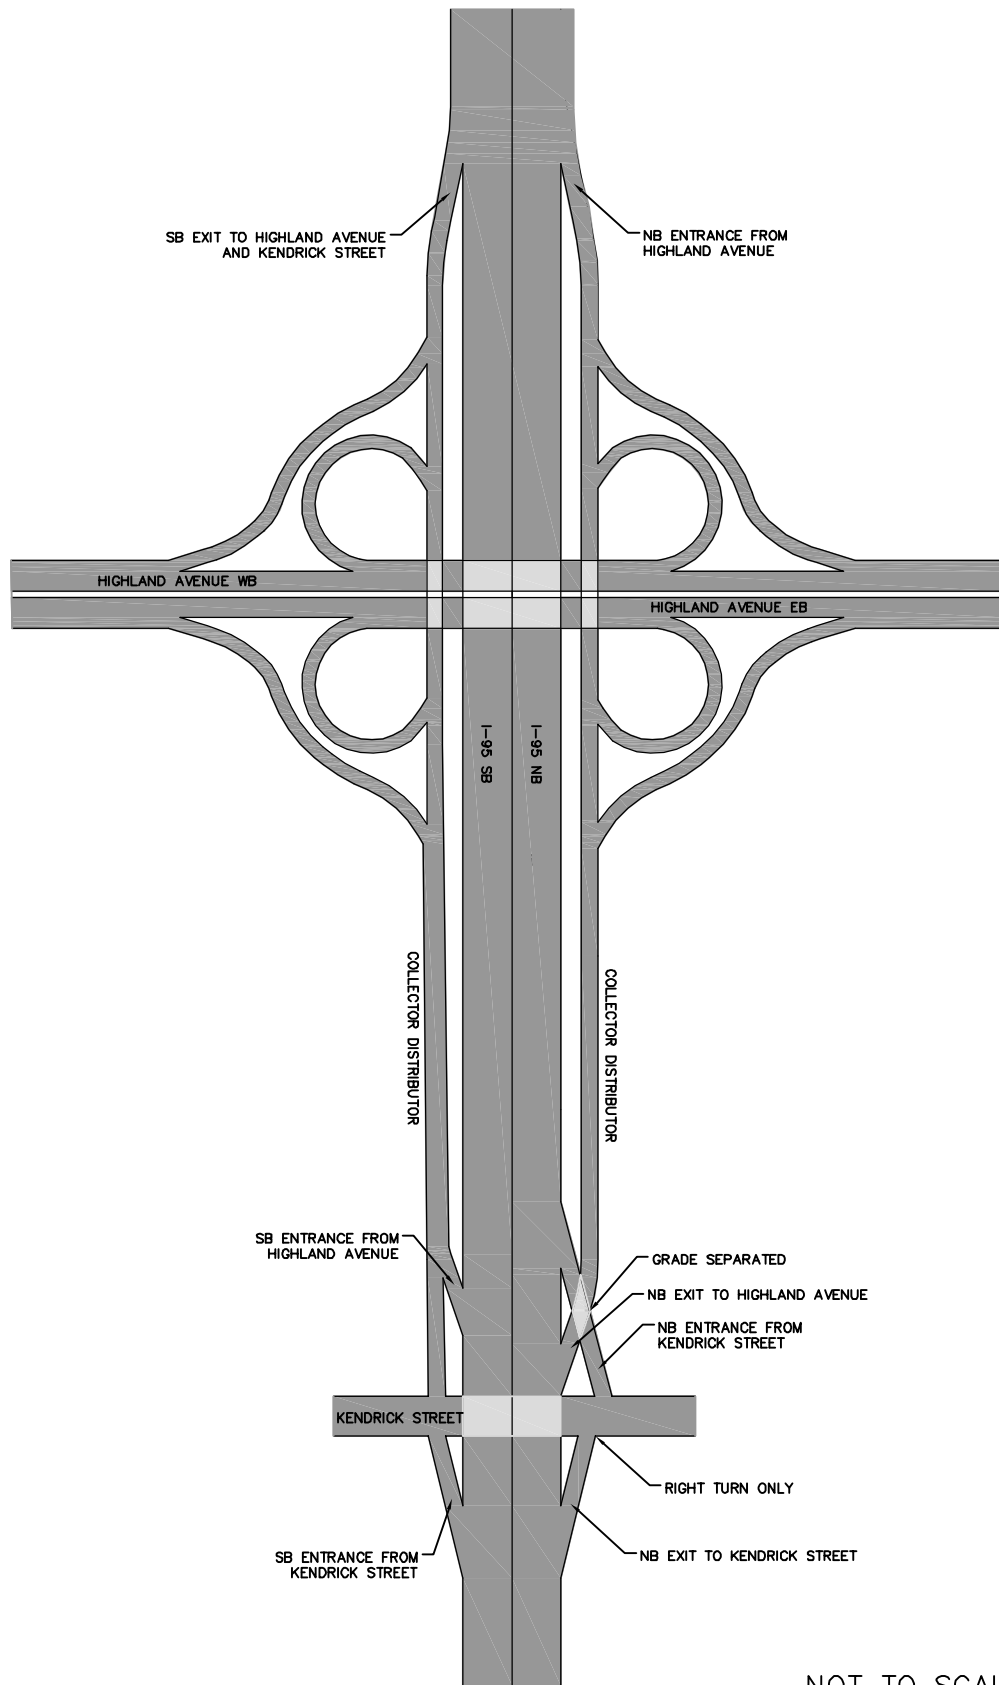 SB EXIT TO HIGHLAND AVENUE
AND KENDRICK STREET
NB ENTRANCE FROM
HIGHLAND AVENUE
HIGHLAND AVENUE WB
HIGHLAND AVENUE EB
I-95 SB
I-95 NB
COLLECTOR DISTRIBUTOR
COLLECTOR DISTRIBUTOR
SB ENTRANCE FROM
HIGHLAND AVENUE
GRADE SEPARATED
NB EXIT TO HIGHLAND AVENUE
NB ENTRANCE FROM
KENDRICK STREET
KENDRICK STREET
RIGHT TURN ONLY
SB ENTRANCE FROM
KENDRICK STREET
NB EXIT TO KENDRICK STREET
NOT TO